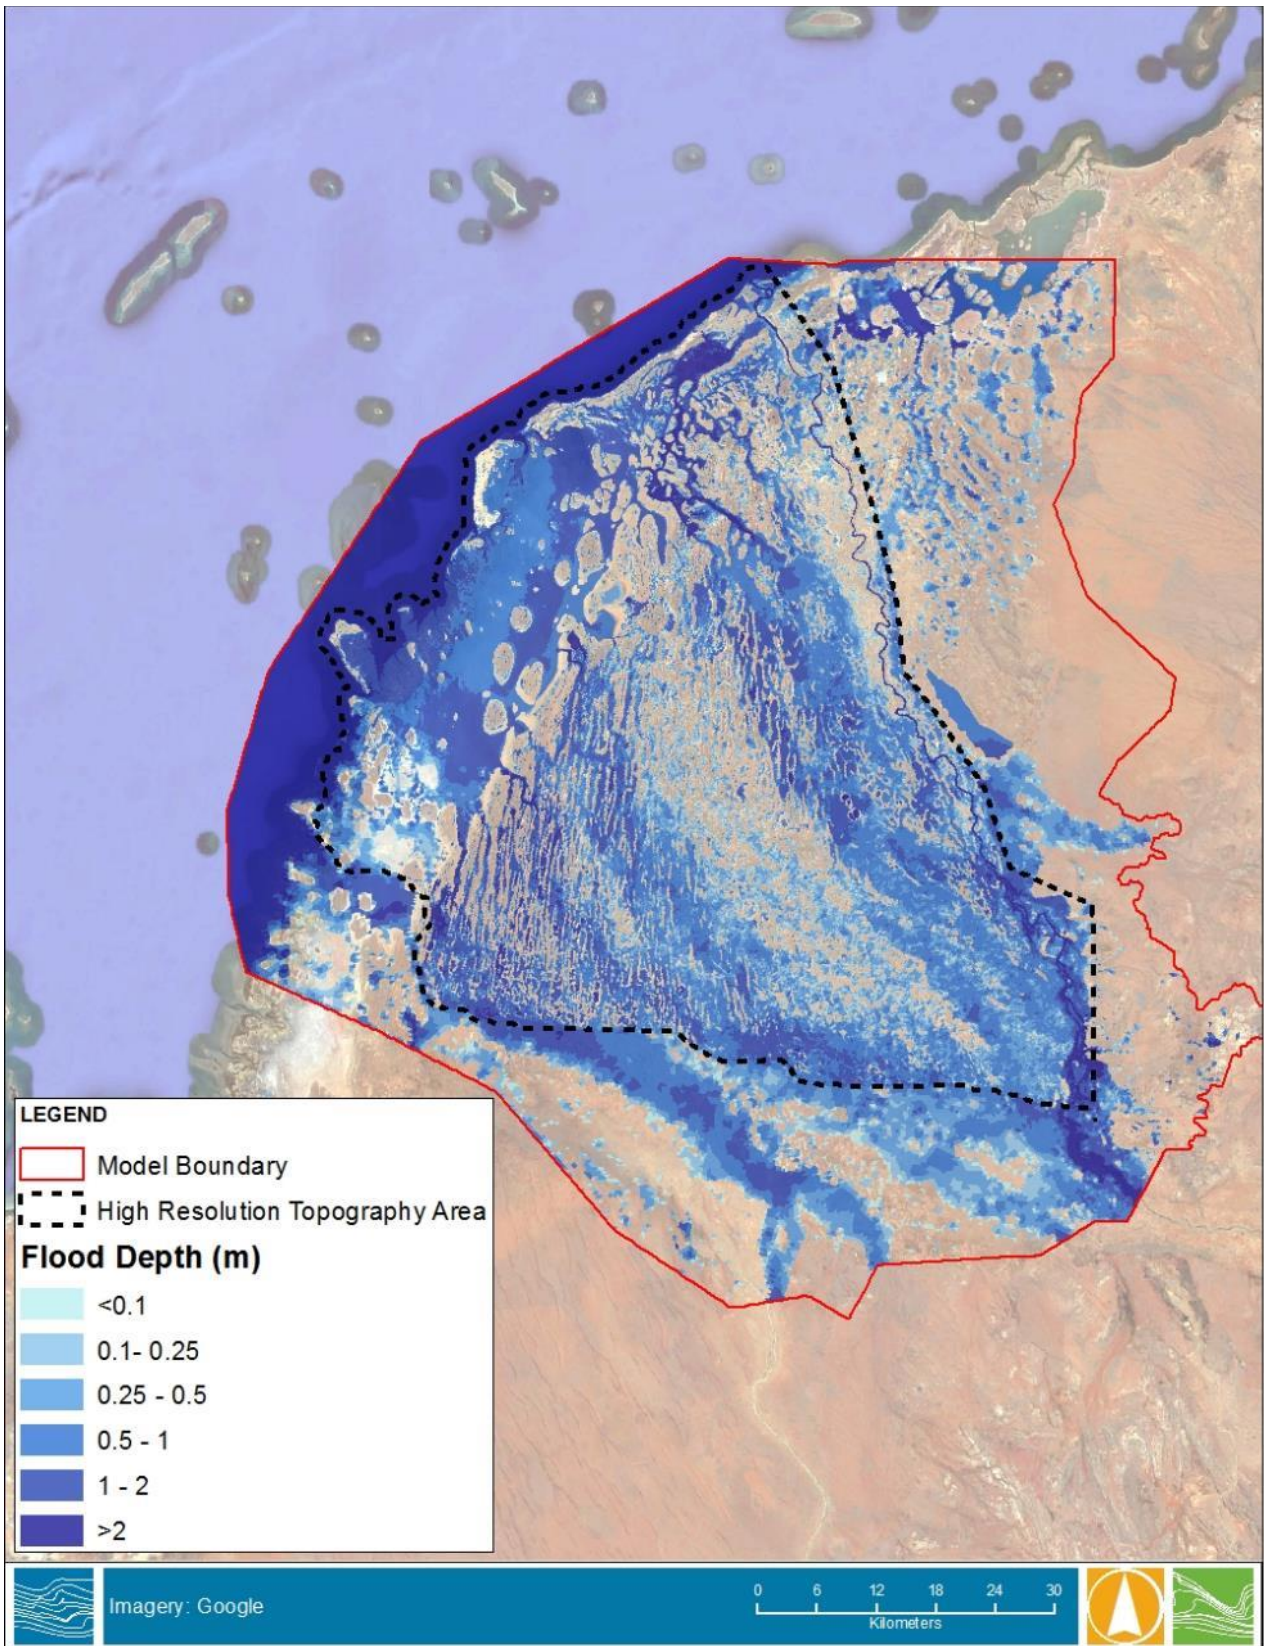 LEGEND
Model Boundary
High Resolution Topography Area
Flood Depth (m)
<0.1
0.1- 0.25
0.25 - 0.5
0.5 - 1
1 - 2
>2
Imagery: Google
0 6 12 18 24 30
Kilometers